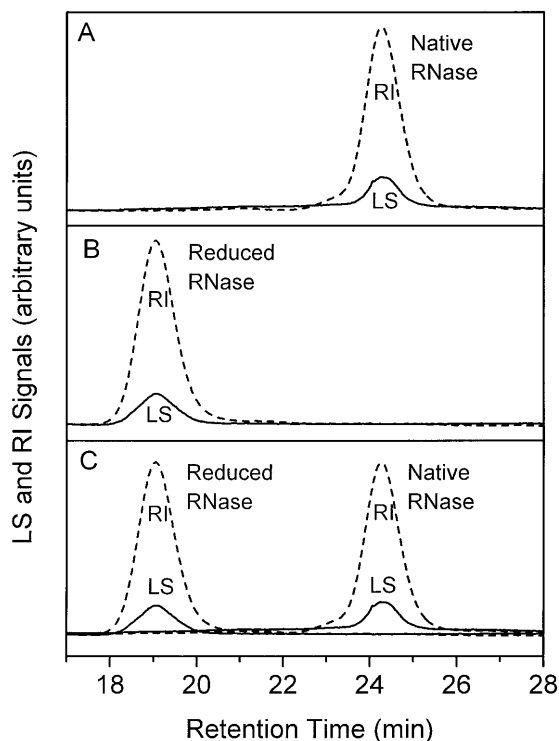 A
Native
RNase
RI
LS
B
Reduced
RNase
RI
LS
C
Reduced
RNase
Native
RNase
RI
RI
LS
LS
18 20 22 24 26 28
Retention Time (min)
LS and RI Signals (arbitrary units)